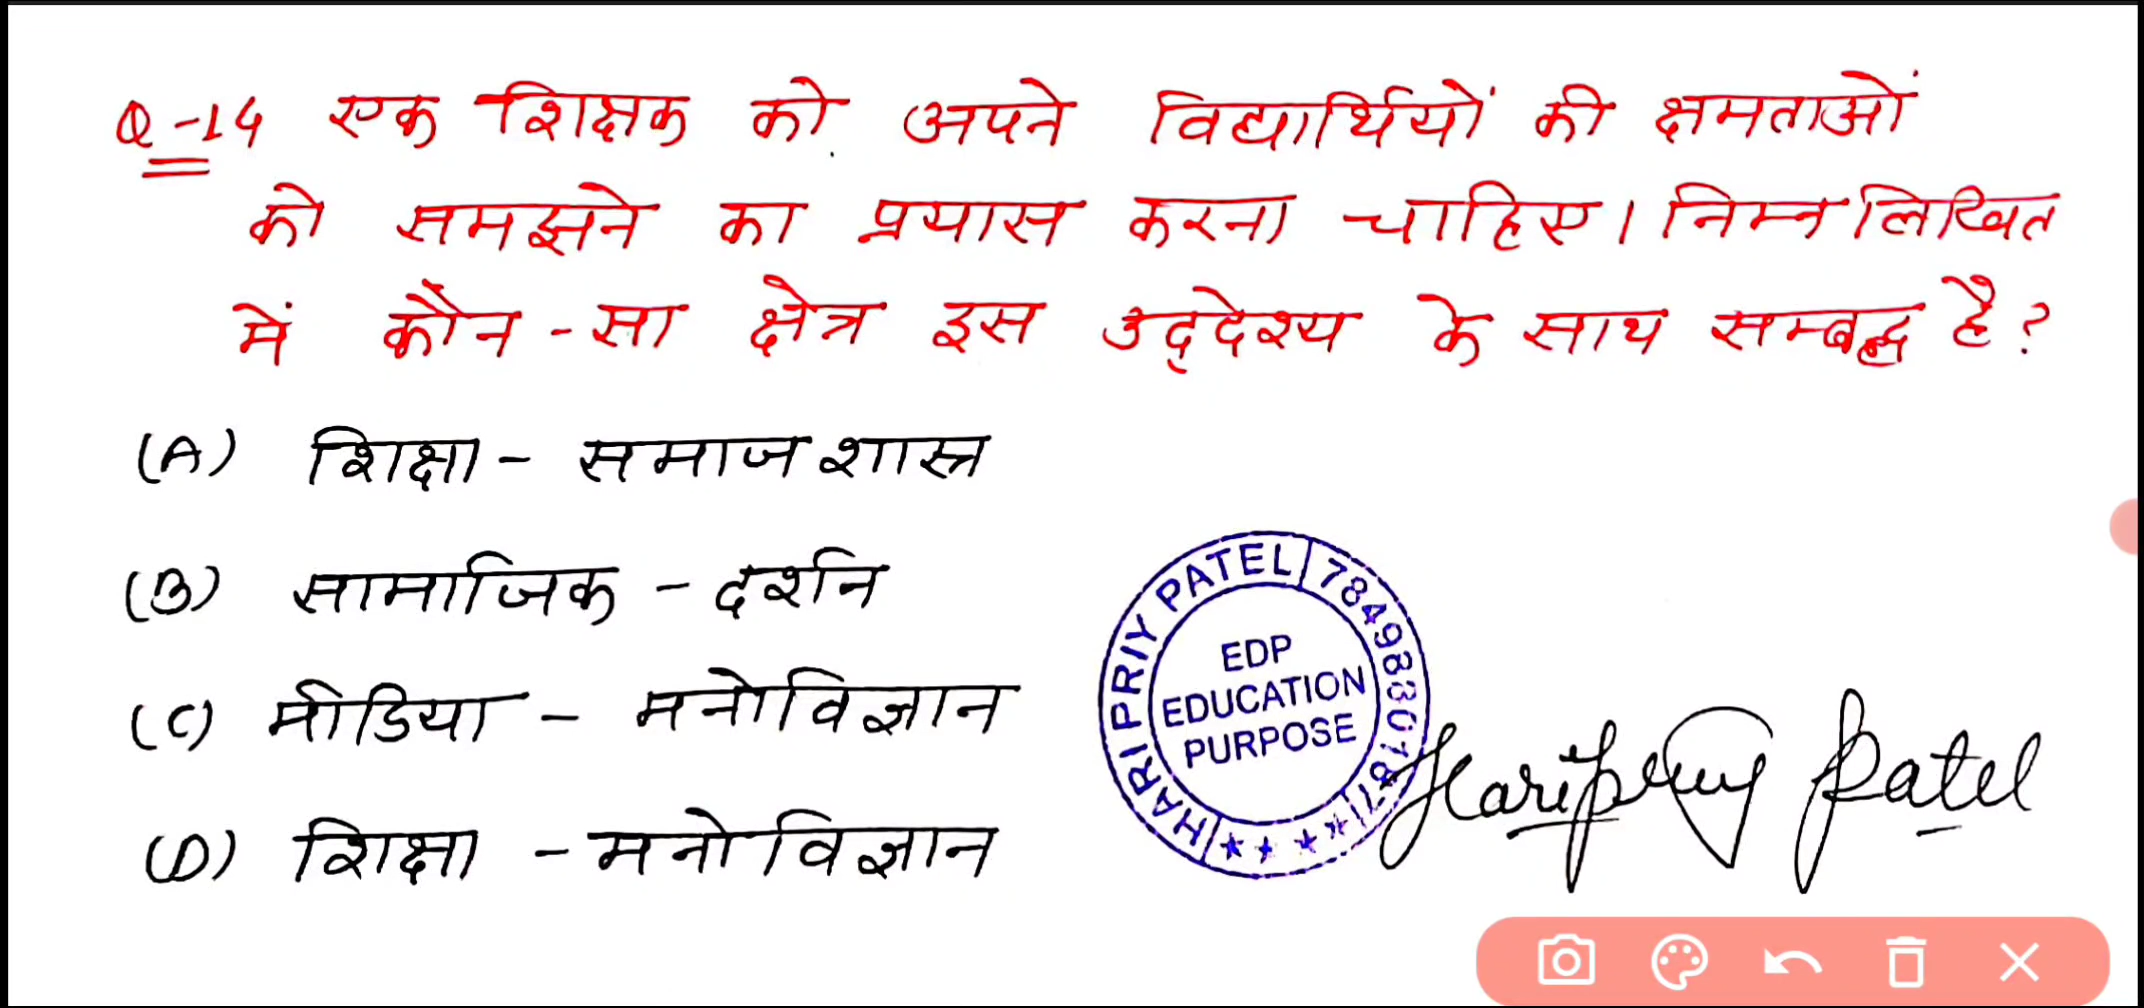 Q-14 एक शिक्षक को अपने विद्यार्थियों की क्षमताओं
को समझने का प्रयास करना चाहिए। निम्नलिखित
में कौन-सा क्षेत्र इस उद्देश्य के साथ सम्बद्ध है?
(A) शिक्षा - समाजशास्त्र
(B) सामाजिक - दर्शन
(C) मीडिया - मनोविज्ञान
(D) शिक्षा - मनोविज्ञान
HARIPRIY PATEL
EDP
EDUCATION
PURPOSE
Haripriy Patel